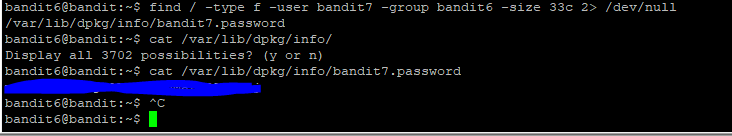 bandit6@bandit:~$ find / -type f -user bandit7 -group bandit6 -size 33c 2> /dev/null
/var/lib/dpkg/info/bandit7.password
bandit6@bandit:~$ cat /var/lib/dpkg/info/
Display all 3702 possibilities? (y or n)
bandit6@bandit:~$ cat /var/lib/dpkg/info/bandit7.password
bandit6@bandit:~$ ^C
bandit6@bandit:~$